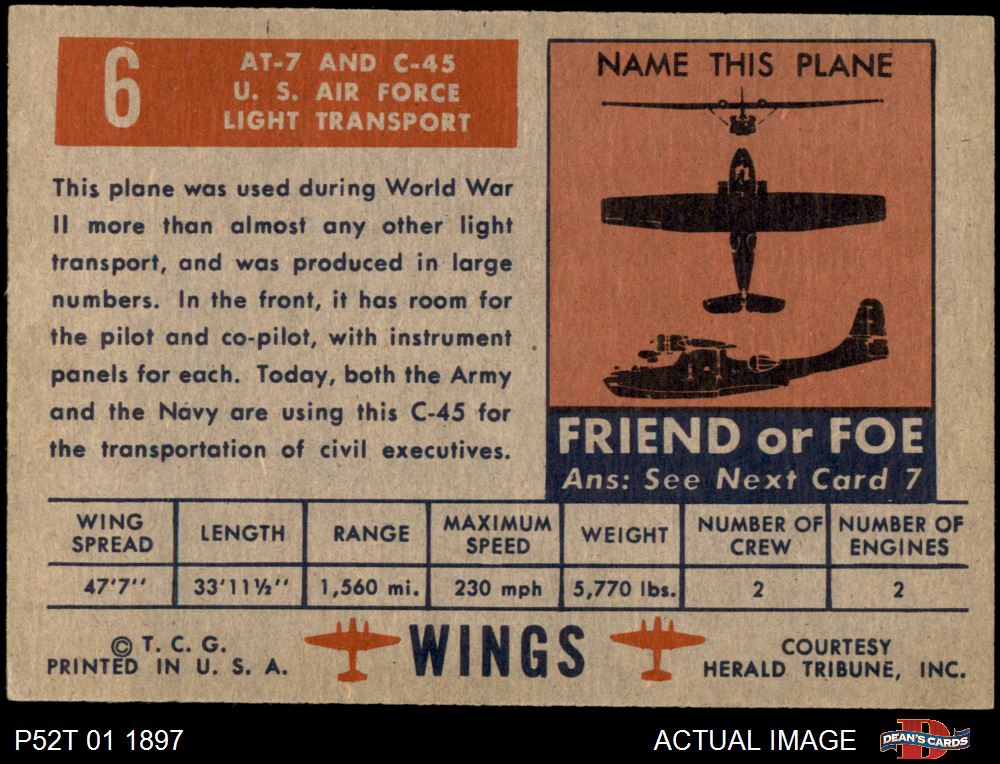 6
AT-7 AND C-45
U. S. AIR FORCE
LIGHT TRANSPORT
This plane was used during World War
II more than almost any other light
transport, and was produced in large
numbers. In the front, it has room for
the pilot and co-pilot, with instrument
panels for each. Today, both the Army
and the Navy are using this C-45 for
the transportation of civil executives.
NAME THIS PLANE
FRIEND or FOE
Ans: See Next Card 7
WING SPREAD LENGTH RANGE MAXIMUM SPEED WEIGHT NUMBER OF CREW NUMBER OF ENGINES
47'7'' 33'11½'' 1,560 mi. 230 mph 5,770 lbs. 2 2
© T. C. G.
PRINTED IN U. S. A.
WINGS
COURTESY
HERALD TRIBUNE, INC.
P52T 01 1897
ACTUAL IMAGE
D
DEAN'S CARDS